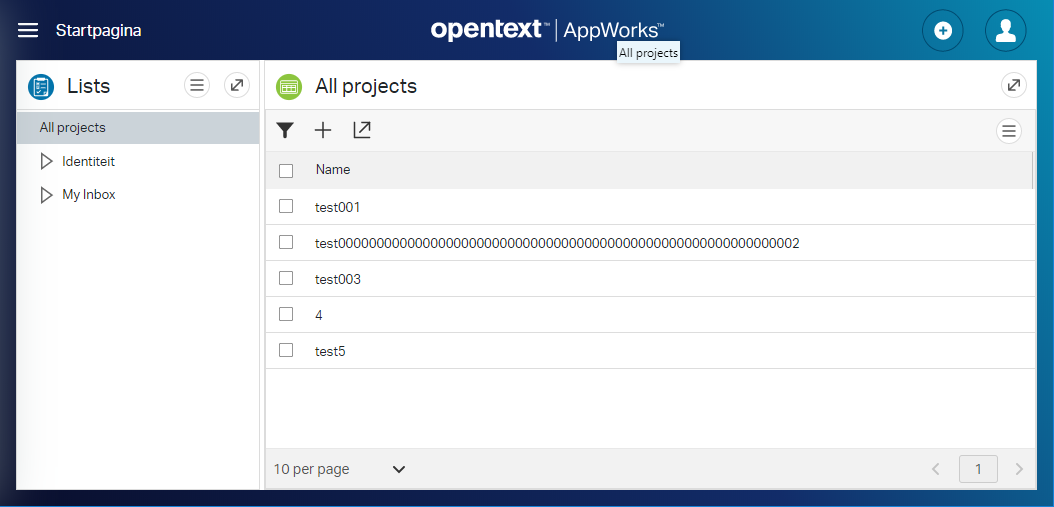 Startpagina
opentext™ | AppWorks™
All projects
Lists
All projects
All projects
Identiteit
My Inbox
Name
test001
test003
4
test5
10 per page
1